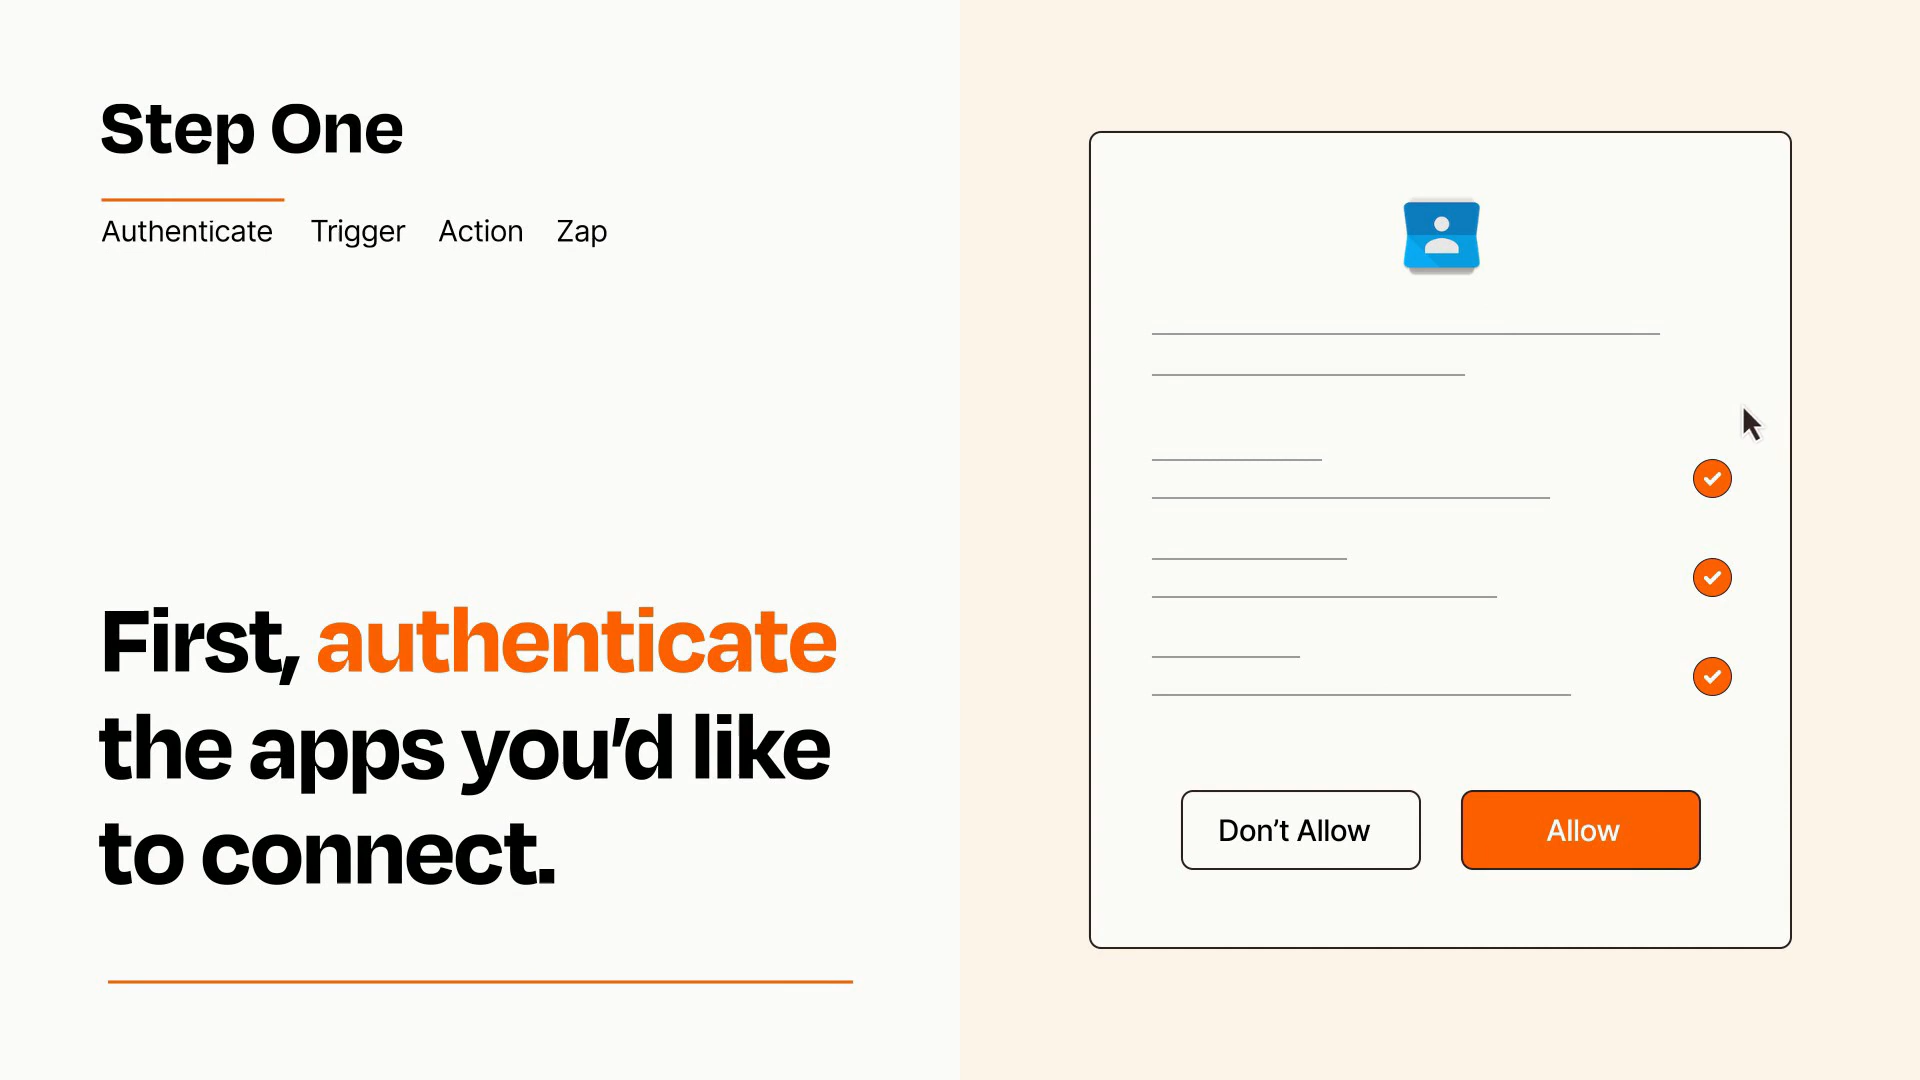 Step One
Authenticate Trigger Action Zap
First, authenticate
the apps you’d like
to connect.
Don’t Allow Allow